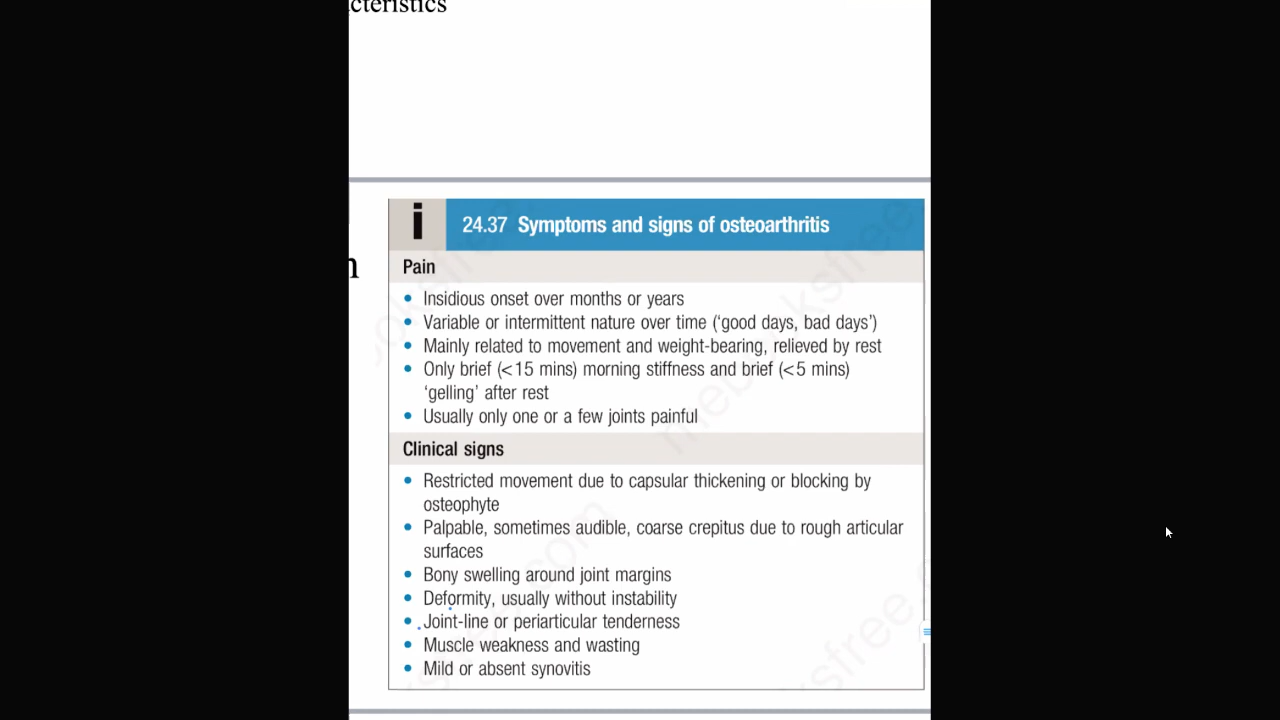 cteristics
i
24.37 Symptoms and signs of osteoarthritis
n
Pain
• Insidious onset over months or years
• Variable or intermittent nature over time (‘good days, bad days’)
• Mainly related to movement and weight-bearing, relieved by rest
• Only brief (<15 mins) morning stiffness and brief (<5 mins)
‘gelling’ after rest
• Usually only one or a few joints painful
Clinical signs
• Restricted movement due to capsular thickening or blocking by
osteophyte
• Palpable, sometimes audible, coarse crepitus due to rough articular
surfaces
• Bony swelling around joint margins
• Deformity, usually without instability
• Joint-line or periarticular tenderness
• Muscle weakness and wasting
• Mild or absent synovitis